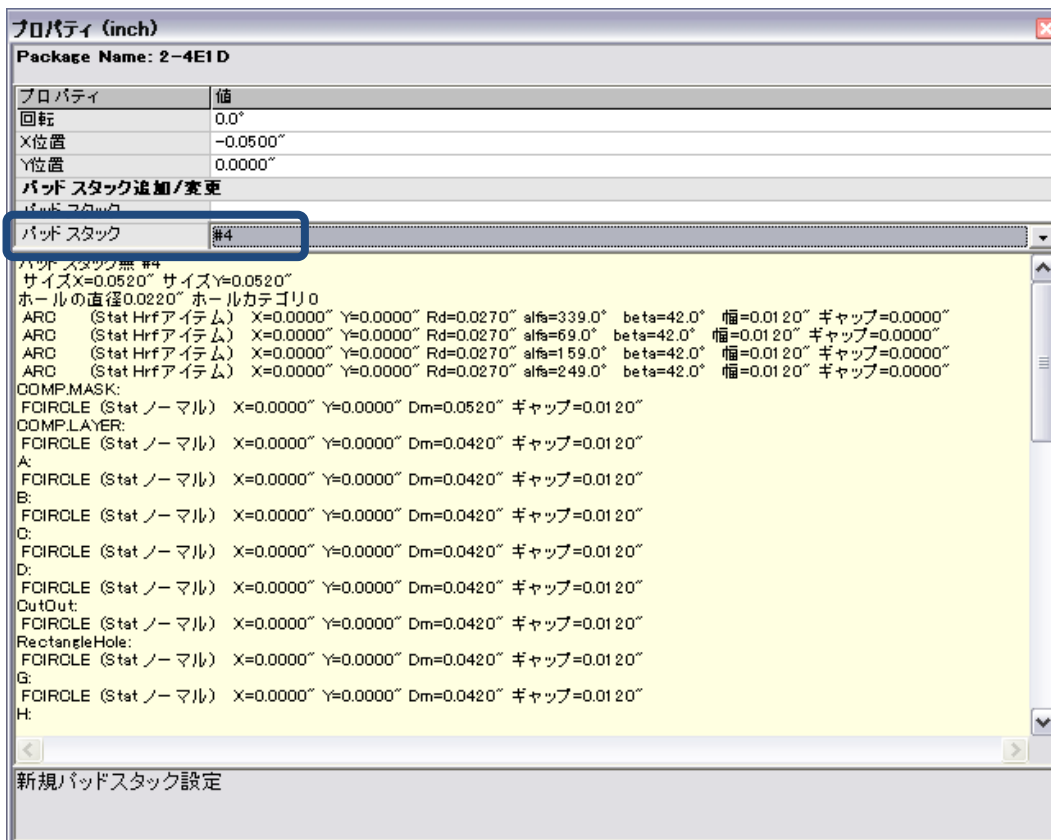 プロパティ (inch)
Package Name: 2-4E1D
プロパティ 値
回転 0.0°
X位置 -0.0500″
Y位置 0.0000″
パッド スタック追加/変更
パッド スタック
パッド スタック #4
パッド スタック無 #4
サイズX=0.0520″ サイズY=0.0520″
ホールの直径0.0220″ ホールカテゴリ0
ARC (Stat Hrfアイテム) X=0.0000″ Y=0.0000″ Rd=0.0270″ alfa=339.0° beta=42.0° 幅=0.0120″ ギャップ=0.0000″
ARC (Stat Hrfアイテム) X=0.0000″ Y=0.0000″ Rd=0.0270″ alfa=69.0° beta=42.0° 幅=0.0120″ ギャップ=0.0000″
ARC (Stat Hrfアイテム) X=0.0000″ Y=0.0000″ Rd=0.0270″ alfa=159.0° beta=42.0° 幅=0.0120″ ギャップ=0.0000″
ARC (Stat Hrfアイテム) X=0.0000″ Y=0.0000″ Rd=0.0270″ alfa=249.0° beta=42.0° 幅=0.0120″ ギャップ=0.0000″
COMP.MASK:
FCIRCLE (Stat ノーマル) X=0.0000″ Y=0.0000″ Dm=0.0520″ ギャップ=0.0120″
COMP.LAYER:
FCIRCLE (Stat ノーマル) X=0.0000″ Y=0.0000″ Dm=0.0420″ ギャップ=0.0120″
A:
FCIRCLE (Stat ノーマル) X=0.0000″ Y=0.0000″ Dm=0.0420″ ギャップ=0.0120″
B:
FCIRCLE (Stat ノーマル) X=0.0000″ Y=0.0000″ Dm=0.0420″ ギャップ=0.0120″
C:
FCIRCLE (Stat ノーマル) X=0.0000″ Y=0.0000″ Dm=0.0420″ ギャップ=0.0120″
D:
FCIRCLE (Stat ノーマル) X=0.0000″ Y=0.0000″ Dm=0.0420″ ギャップ=0.0120″
CutOut:
FCIRCLE (Stat ノーマル) X=0.0000″ Y=0.0000″ Dm=0.0420″ ギャップ=0.0120″
RectangleHole:
FCIRCLE (Stat ノーマル) X=0.0000″ Y=0.0000″ Dm=0.0420″ ギャップ=0.0120″
G:
FCIRCLE (Stat ノーマル) X=0.0000″ Y=0.0000″ Dm=0.0420″ ギャップ=0.0120″
H:
新規パッドスタック設定